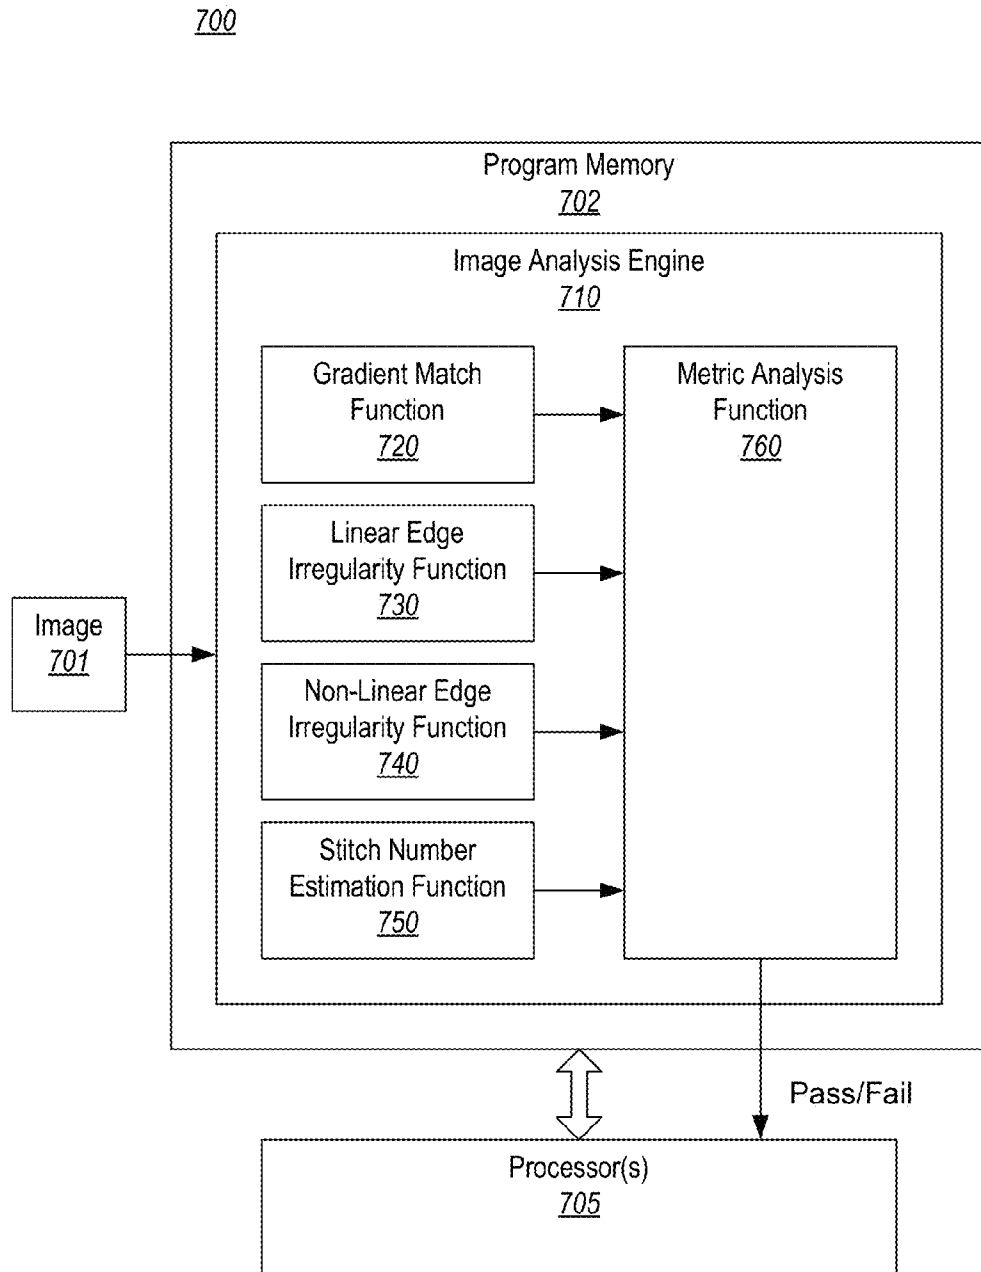 700
Program Memory
702
Image Analysis Engine
710
Gradient Match
Function
720
Metric Analysis
Function
760
Linear Edge
Irregularity Function
730
Image
701
Non-Linear Edge
Irregularity Function
740
Stitch Number
Estimation Function
750
Pass/Fail
Processor(s)
705